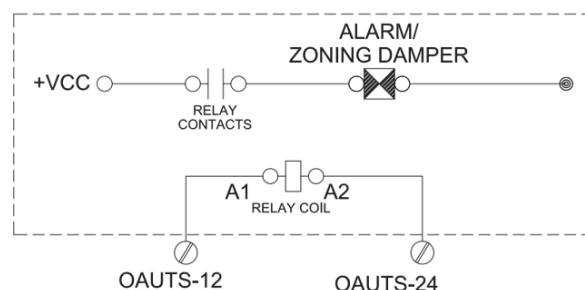 ALARM/
ZONING DAMPER
+VCC
RELAY
CONTACTS
A1
A2
RELAY COIL
OAUTS-12
OAUTS-24